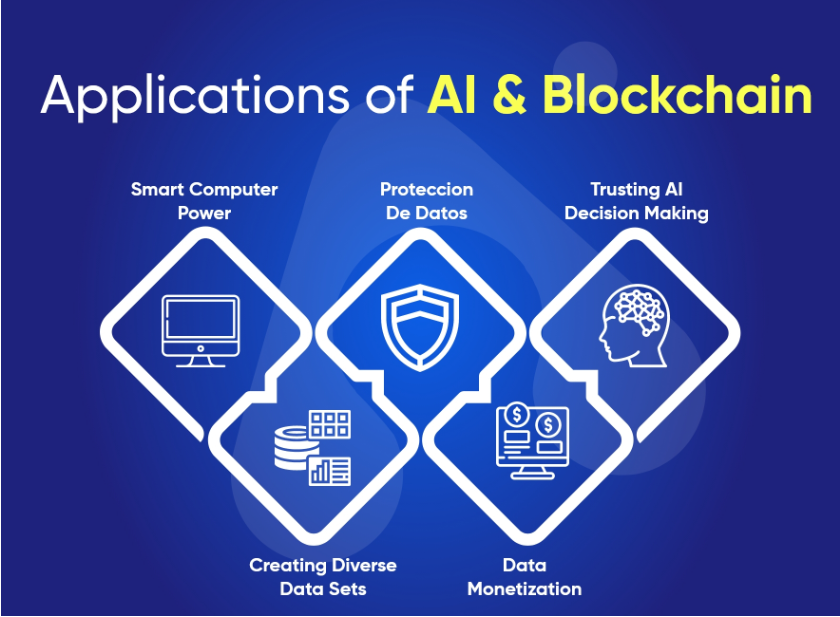 Applications of AI & Blockchain
Smart Computer
Power
Proteccion
De Datos
Trusting AI
Decision Making
Creating Diverse
Data Sets
Data
Monetization